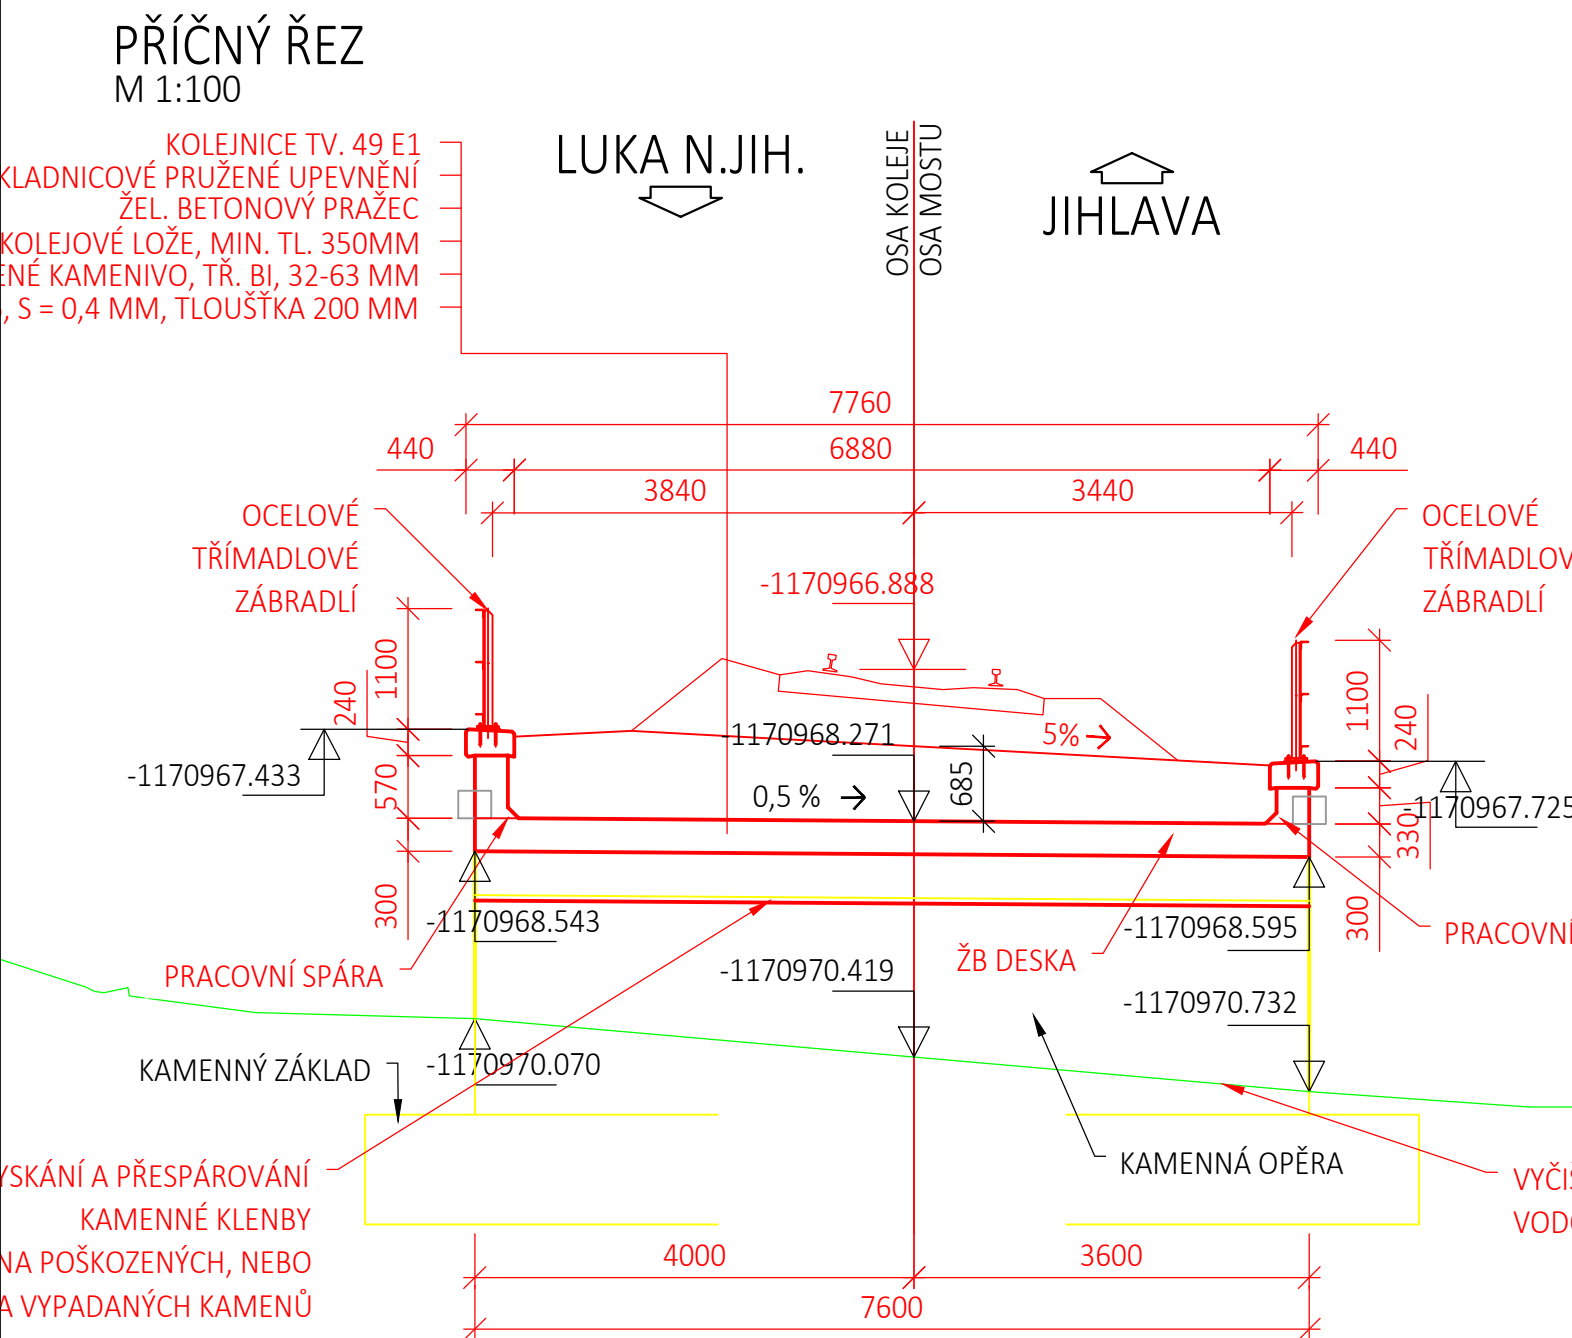 PŘÍČNÝ ŘEZ
M 1:100
KOLEJNICE TV. 49 E1
KLADNICOVÉ PRUŽENÉ UPEVNĚNÍ
ŽEL. BETONOVÝ PRAŽEC
KOLEJOVÉ LOŽE, MIN. TL. 350MM
ENÉ KAMENIVO, TŘ. BI, 32-63 MM
, S = 0,4 MM, TLOUŠŤKA 200 MM
LUKA N.JIH.
OSA KOLEJE
OSA MOSTU
JIHLAVA
7760
440
6880
440
3840
3440
OCELOVÉ
TŘÍMADLOVÉ
ZÁBRADLÍ
OCELOVÉ
TŘÍMADLOV
ZÁBRADLÍ
-1170966.888
1100
240
570
300
-1170967.433
-1170968.271
5%
0,5 %
685
1100
240
330
300
-1170967.725
-1170968.543
-1170968.595
PRACOVNÍ SPÁRA
-1170970.419
ŽB DESKA
PRACOVNÍ
-1170970.732
KAMENNÝ ZÁKLAD
-1170970.070
KAMENNÁ OPĚRA
YSKÁNÍ A PŘESPÁROVÁNÍ
KAMENNÉ KLENBY
NA POŠKOZENÝCH, NEBO
A VYPADANÝCH KAMENŮ
VYČIŠ
VODO
4000
3600
7600